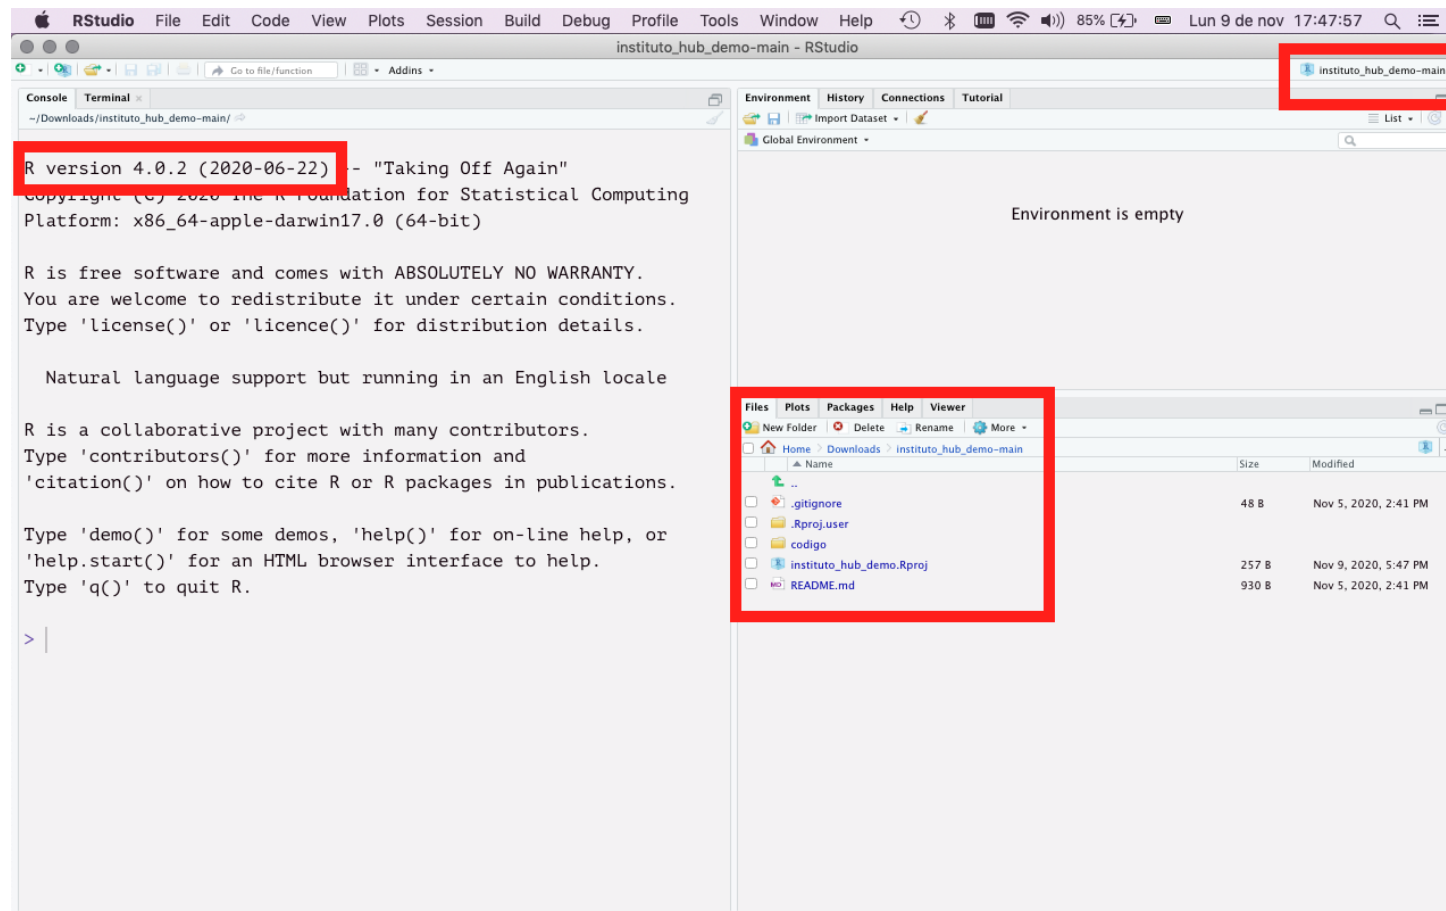 RStudio File Edit Code View Plots Session Build Debug Profile Tools Window Help 85% Lun 9 de nov 17:47:57
instituto_hub_demo-main - RStudio
Go to file/function Addins
instituto_hub_demo-main
Console Terminal
~/Downloads/instituto_hub_demo-main/
R version 4.0.2 (2020-06-22) -- "Taking Off Again"
Copyright (C) 2020 The R Foundation for Statistical Computing
Platform: x86_64-apple-darwin17.0 (64-bit)
R is free software and comes with ABSOLUTELY NO WARRANTY.
You are welcome to redistribute it under certain conditions.
Type 'license()' or 'licence()' for distribution details.
Natural language support but running in an English locale
R is a collaborative project with many contributors.
Type 'contributors()' for more information and
'citation()' on how to cite R or R packages in publications.
Type 'demo()' for some demos, 'help()' for on-line help, or
'help.start()' for an HTML browser interface to help.
Type 'q()' to quit R.
>
Environment History Connections Tutorial
Import Dataset List
Global Environment
Environment is empty
Files Plots Packages Help Viewer
New Folder Delete Rename More
Home Downloads instituto_hub_demo-main
Name Size Modified
..
.gitignore 48 B Nov 5, 2020, 2:41 PM
.Rproj.user
codigo
instituto_hub_demo.Rproj 257 B Nov 9, 2020, 5:47 PM
README.md 930 B Nov 5, 2020, 2:41 PM